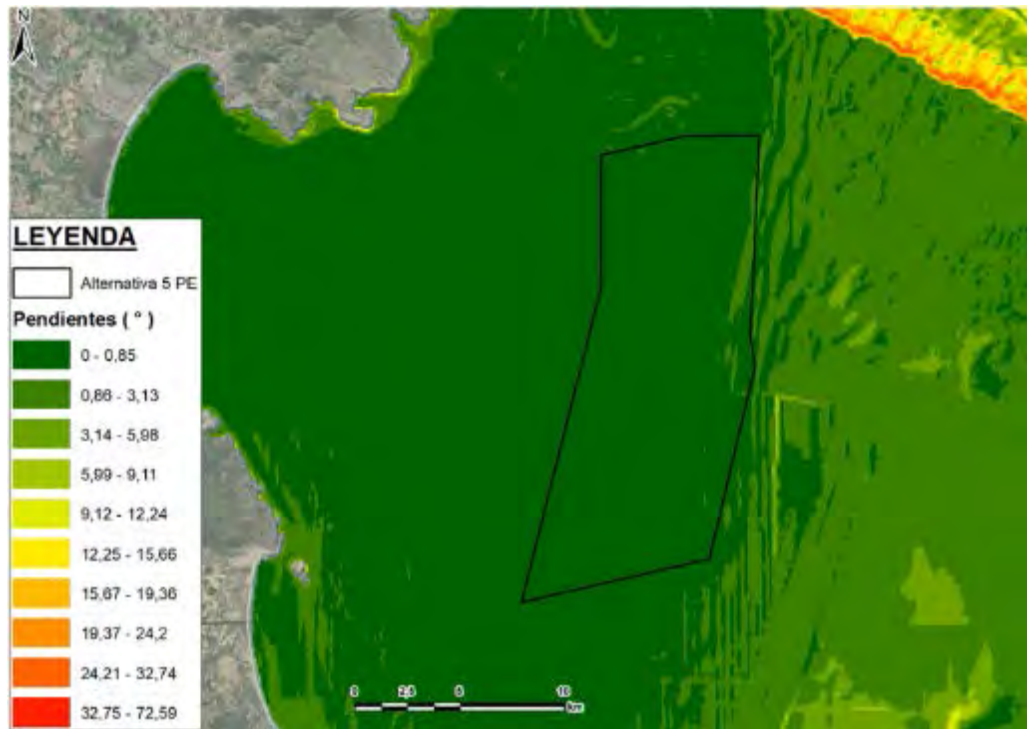 N
LEYENDA
Alternativa 5 PE
Pendientes ( ° )
0 - 0,85
0,86 - 3,13
3,14 - 5,98
5,99 - 9,11
9,12 - 12,24
12,25 - 15,66
15,67 - 19,36
19,37 - 24,2
24,21 - 32,74
32,75 - 72,59
0 2,5 5 10
km